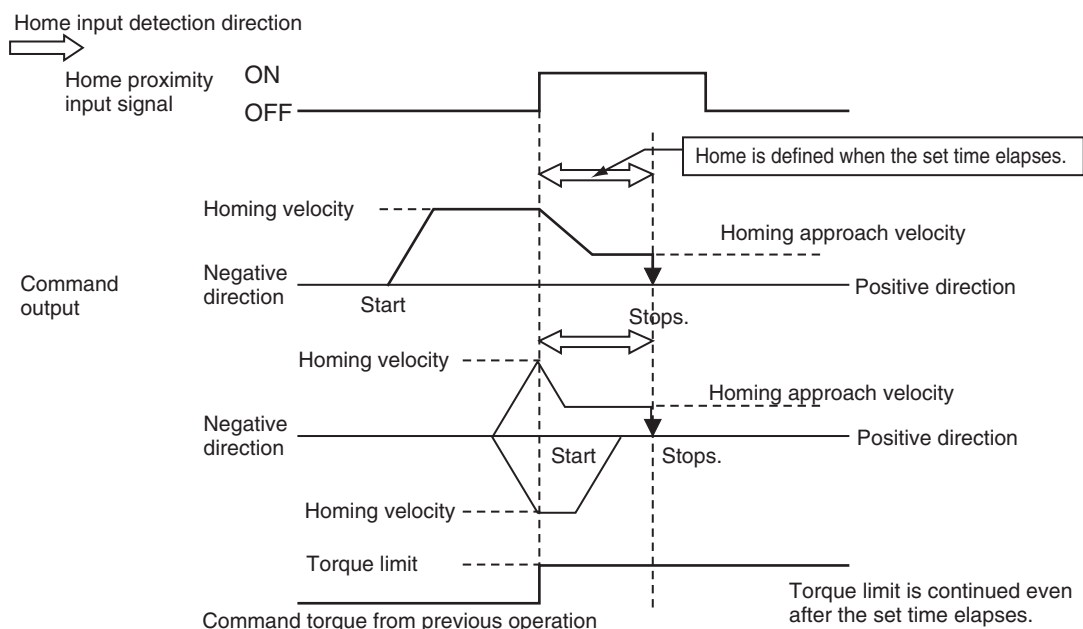 Home input detection direction
Home proximity
input signal
ON
OFF
Home is defined when the set time elapses.
Homing velocity
Homing approach velocity
Command
output
Negative
direction
Start
Positive direction
Stops.
Homing velocity
Homing approach velocity
Negative
direction
Start
Stops.
Positive direction
Homing velocity
Torque limit
Command torque from previous operation
Torque limit is continued even
after the set time elapses.